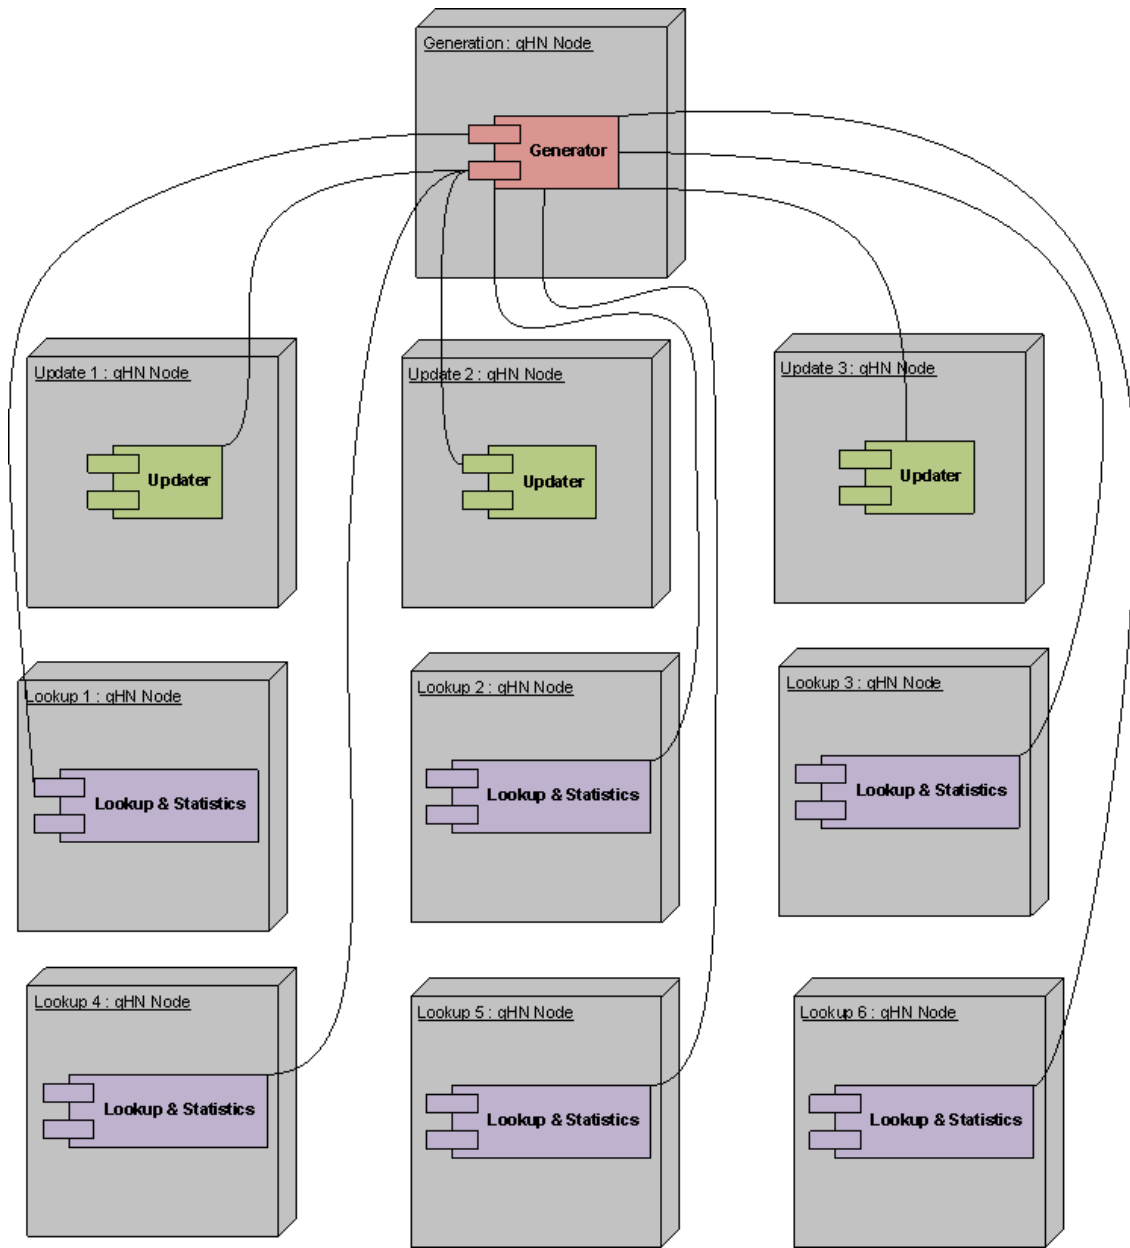 Generation : qHN Node
Generator
Update 1 : qHN Node
Updater
Update 2 : qHN Node
Updater
Update 3 : qHN Node
Updater
Lookup 1 : qHN Node
Lookup & Statistics
Lookup 2 : qHN Node
Lookup & Statistics
Lookup 3 : qHN Node
Lookup & Statistics
Lookup 4 : qHN Node
Lookup & Statistics
Lookup 5 : qHN Node
Lookup & Statistics
Lookup 6 : qHN Node
Lookup & Statistics